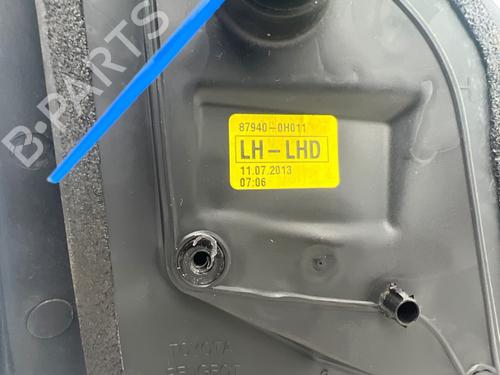 B-PARTS
87940-0H011
LH-LHD
11.07.2013
07:06
TOYOTA
PEUGEOT